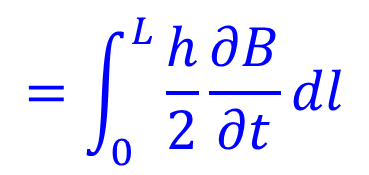 = ∫₀ᴸ h/2 ∂B/∂t dl